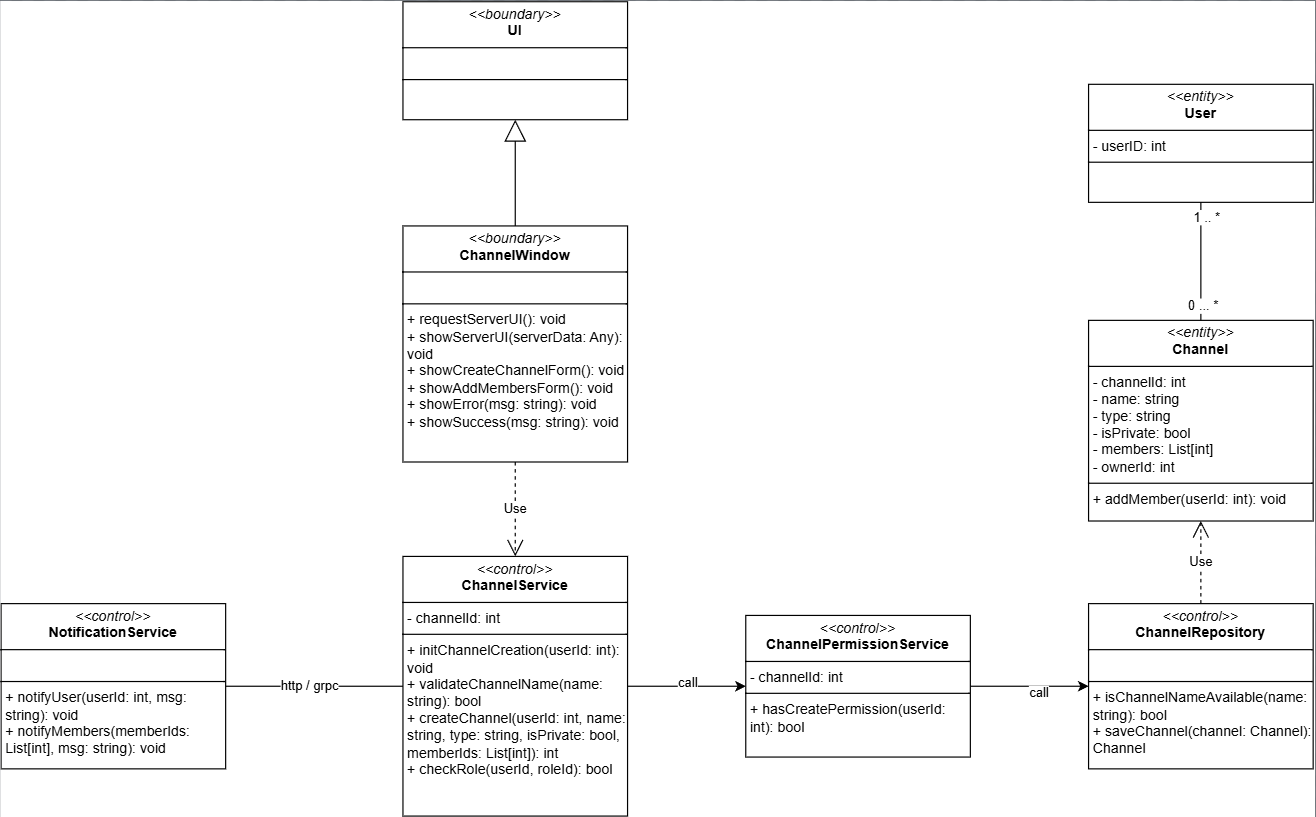 <<boundary>>
UI
<<boundary>>
ChannelWindow
+ requestServerUI(): void
+ showServerUI(serverData: Any):
void
+ showCreateChannelForm(): void
+ showAddMembersForm(): void
+ showError(msg: string): void
+ showSuccess(msg: string): void
Use
<<entity>>
User
- userID: int
1 .. *
0 ... *
<<entity>>
Channel
- channelId: int
- name: string
- type: string
- isPrivate: bool
- members: List[int]
- ownerId: int
+ addMember(userId: int): void
Use
<<control>>
NotificationService
+ notifyUser(userId: int, msg:
string): void
+ notifyMembers(memberIds:
List[int], msg: string): void
http / grpc
<<control>>
ChannelService
- channelId: int
+ initChannelCreation(userId: int):
void
+ validateChannelName(name:
string): bool
+ createChannel(userId: int, name:
string, type: string, isPrivate: bool,
memberIds: List[int]): int
+ checkRole(userId, roleId): bool
call
<<control>>
ChannelPermissionService
- channelId: int
+ hasCreatePermission(userId:
int): bool
call
<<control>>
ChannelRepository
+ isChannelNameAvailable(name:
string): bool
+ saveChannel(channel: Channel):
Channel